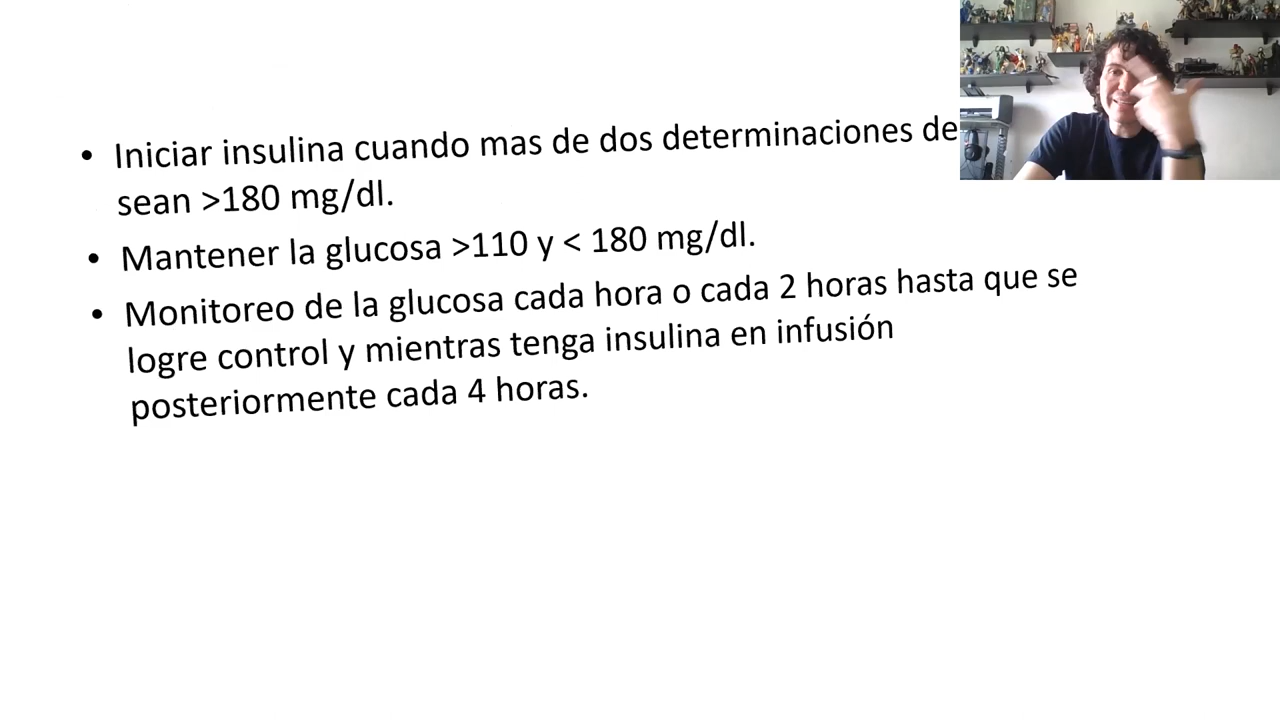 • Iniciar insulina cuando mas de dos determinaciones de
sean >180 mg/dl.
• Mantener la glucosa >110 y < 180 mg/dl.
• Monitoreo de la glucosa cada hora o cada 2 horas hasta que se
logre control y mientras tenga insulina en infusión
posteriormente cada 4 horas.